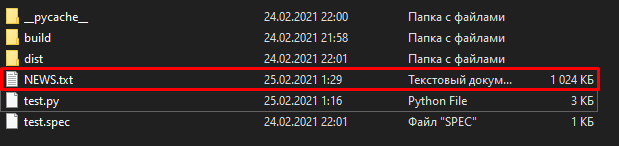 __pycache__ 24.02.2021 22:00 Папка с файлами
build 24.02.2021 21:58 Папка с файлами
dist 24.02.2021 22:01 Папка с файлами
NEWS.txt 25.02.2021 1:29 Текстовый докум... 1 024 КБ
test.py 25.02.2021 1:16 Python File 3 КБ
test.spec 24.02.2021 22:01 Файл "SPEC" 1 КБ